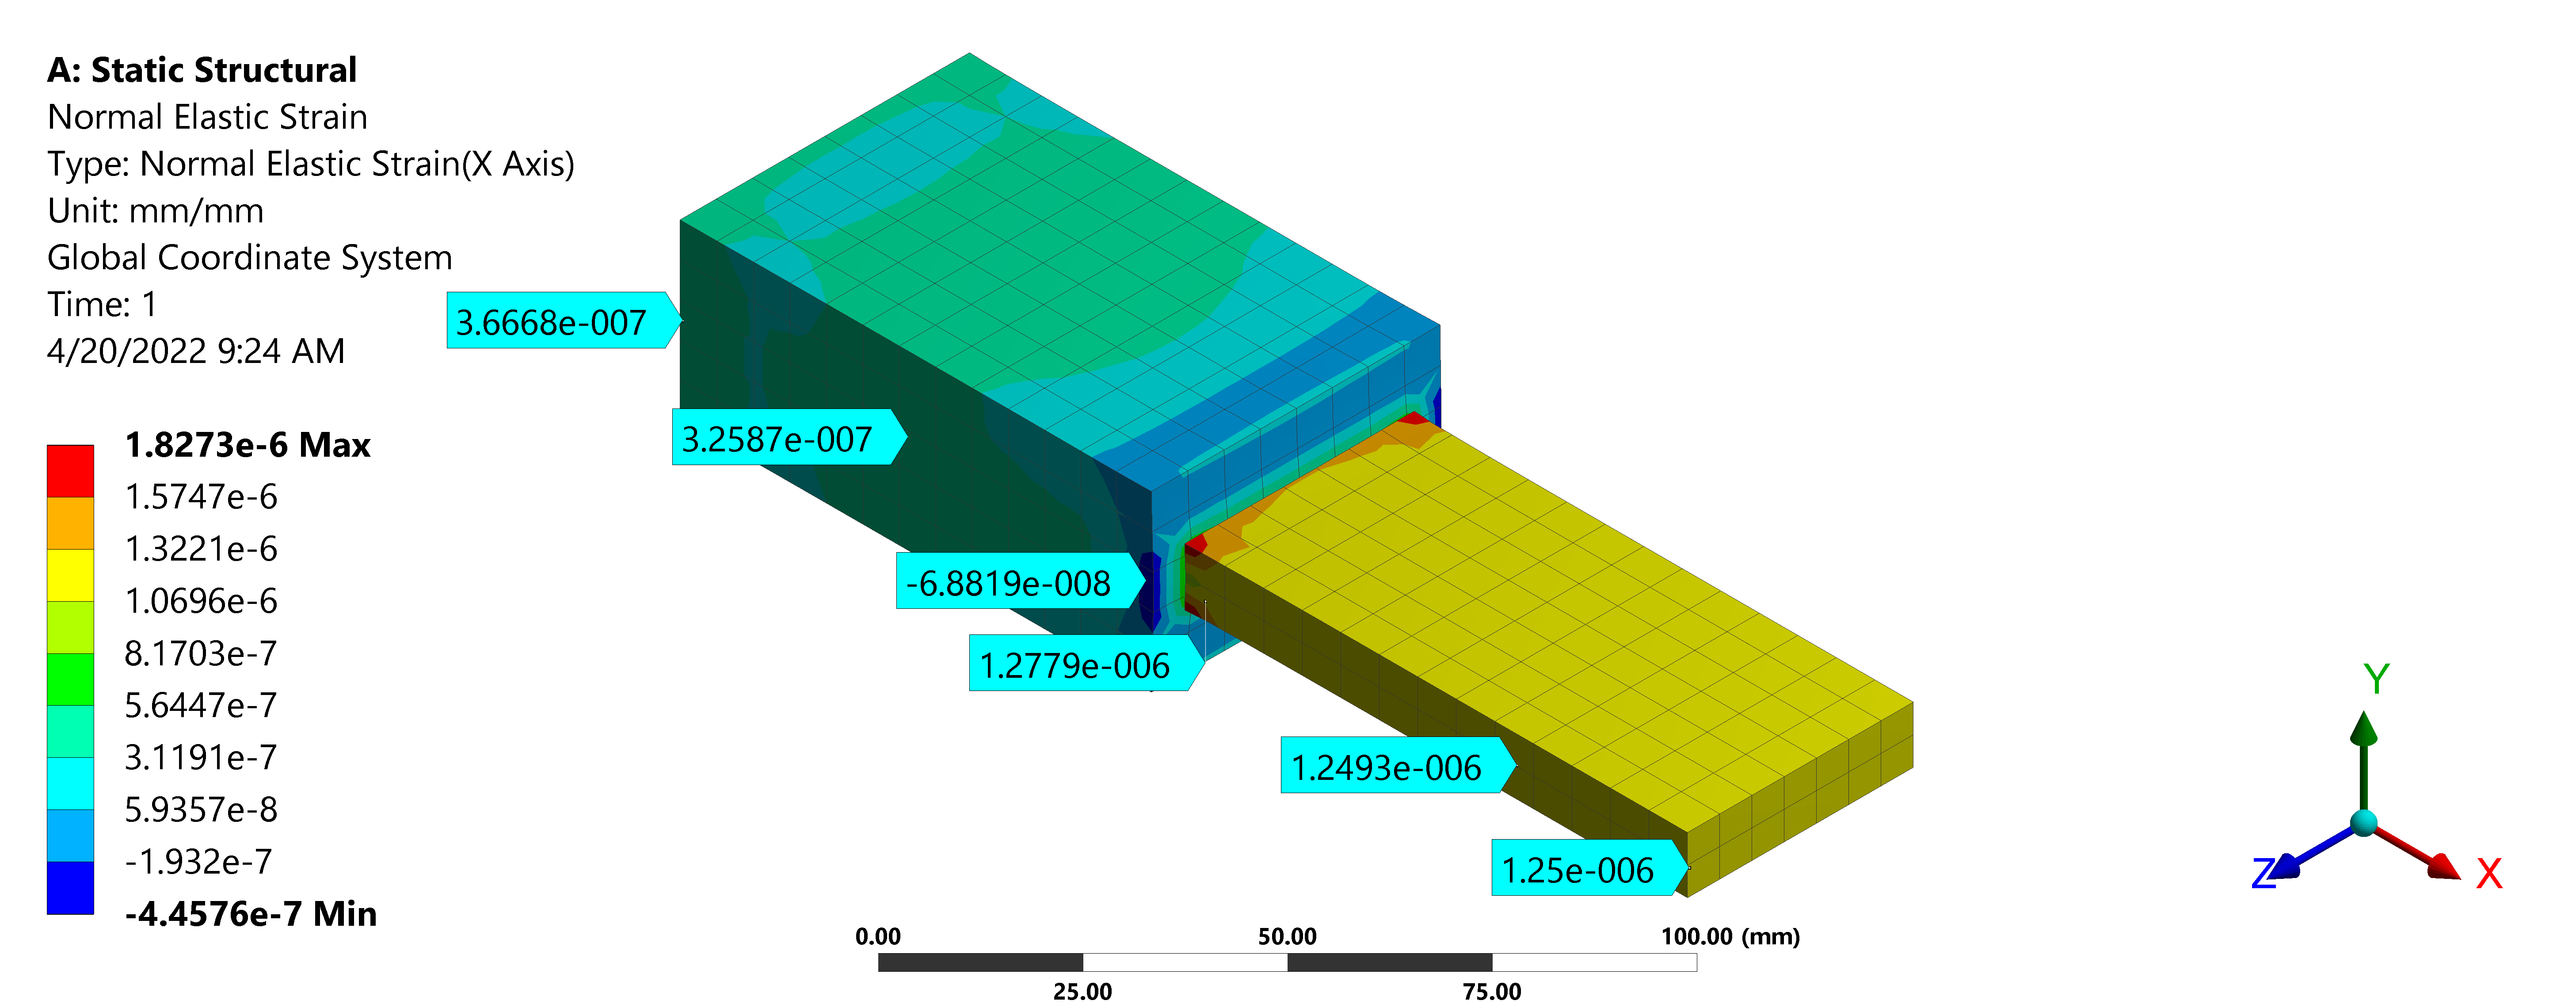 A: Static Structural
Normal Elastic Strain
Type: Normal Elastic Strain(X Axis)
Unit: mm/mm
Global Coordinate System
Time: 1
4/20/2022 9:24 AM
1.8273e-6 Max
1.5747e-6
1.3221e-6
1.0696e-6
8.1703e-7
5.6447e-7
3.1191e-7
5.9357e-8
-1.932e-7
-4.4576e-7 Min
3.6668e-007
3.2587e-007
-6.8819e-008
1.2779e-006
1.2493e-006
1.25e-006
0.00 50.00 100.00 (mm)
25.00 75.00
Y
Z X